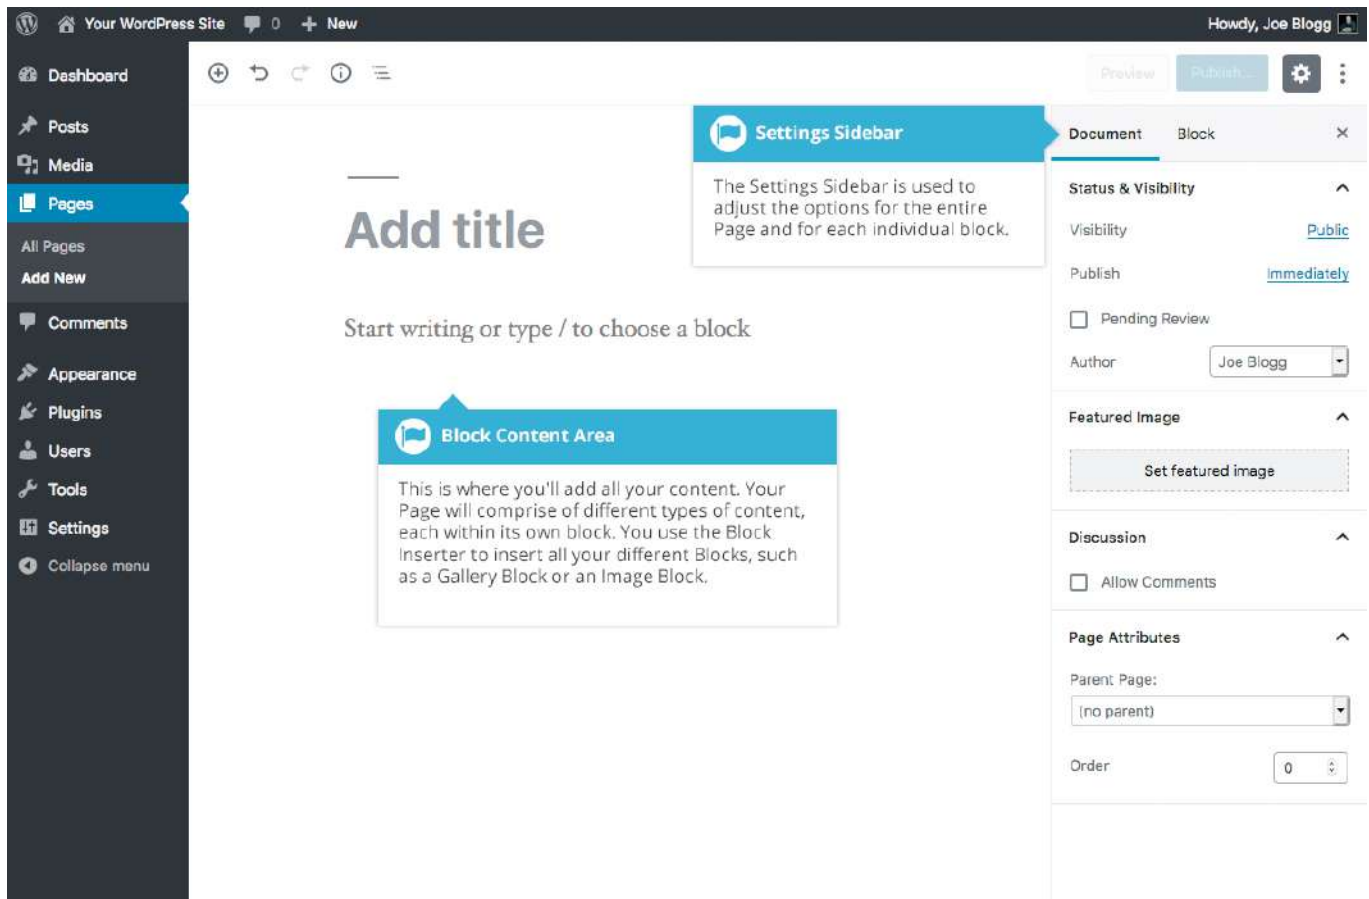 Your WordPress Site 0 New
Howdy, Joe Blogg
Dashboard
Posts
Media
Pages
All Pages
Add New
Comments
Appearance
Plugins
Users
Tools
Settings
Collapse menu
Preview Publish...
Add title
Start writing or type / to choose a block
Settings Sidebar
The Settings Sidebar is used to
adjust the options for the entire
Page and for each individual block.
Block Content Area
This is where you'll add all your content. Your
Page will comprise of different types of content,
each within its own block. You use the Block
Inserter to insert all your different Blocks, such
as a Gallery Block or an Image Block.
Document Block
Status & Visibility
Visibility Public
Publish Immediately
Pending Review
Author Joe Blogg
Featured Image
Set featured image
Discussion
Allow Comments
Page Attributes
Parent Page:
(no parent)
Order 0